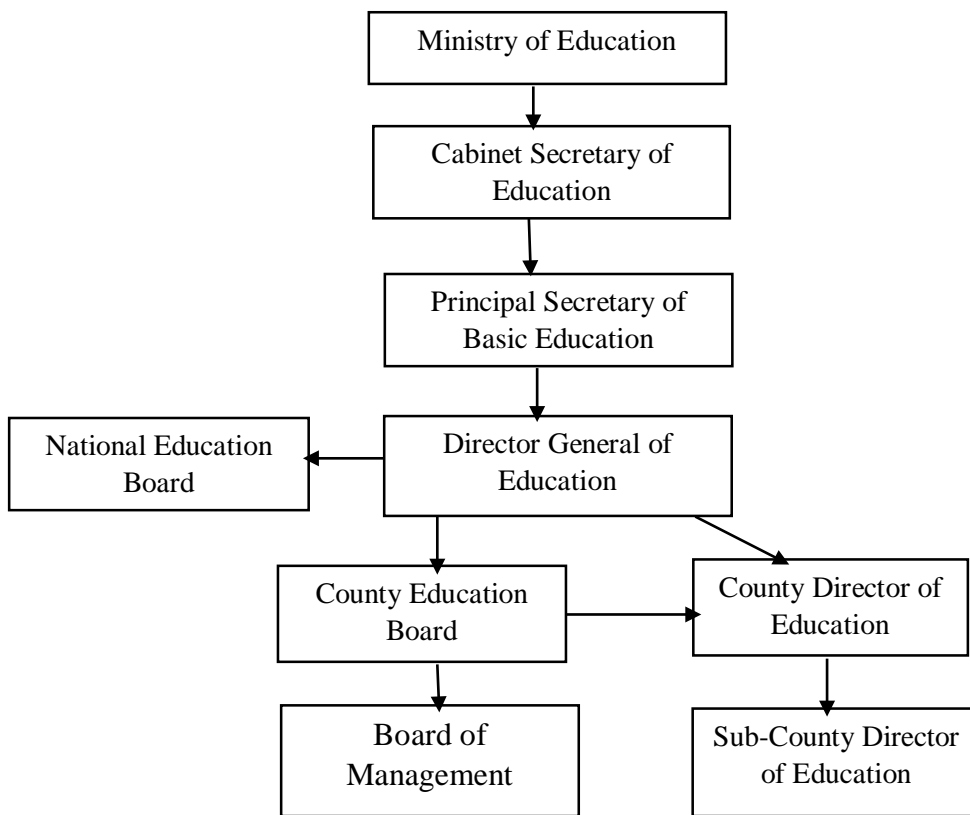 Ministry of Education
Cabinet Secretary of
Education
Principal Secretary of
Basic Education
National Education
Board
Director General of
Education
County Education
Board
County Director of
Education
Board of
Management
Sub-County Director
of Education